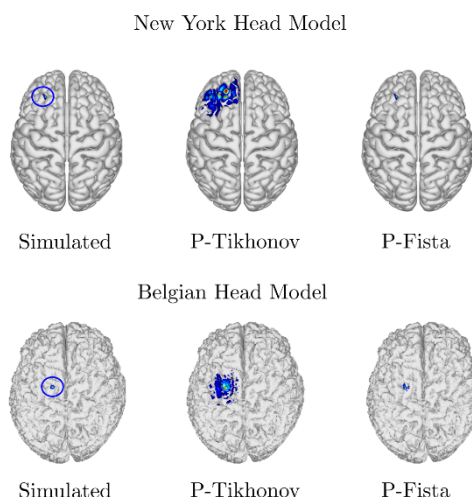 New York Head Model
Simulated P-Tikhonov P-Fista
Belgian Head Model
Simulated P-Tikhonov P-Fista